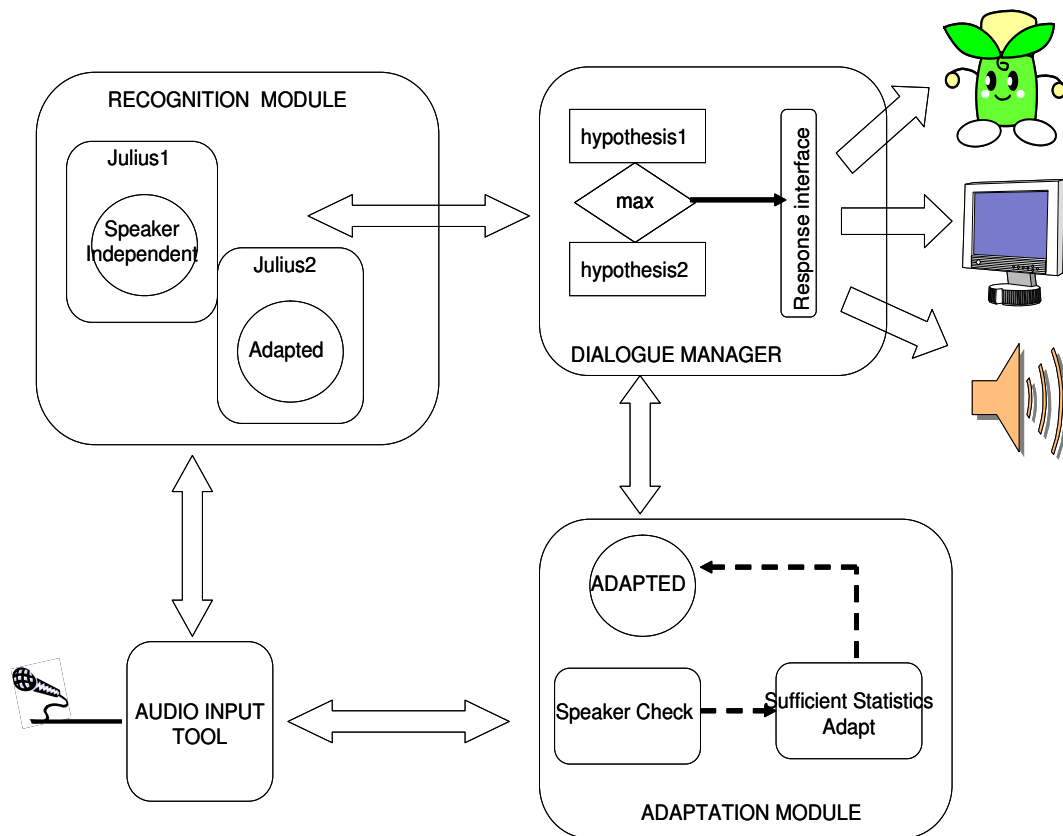 RECOGNITION MODULE
Julius1
Speaker
Independent
Julius2
Adapted
hypothesis1
max
hypothesis2
Response interface
DIALOGUE MANAGER
AUDIO INPUT
TOOL
ADAPTED
Speaker Check
Sufficient Statistics
Adapt
ADAPTATION MODULE